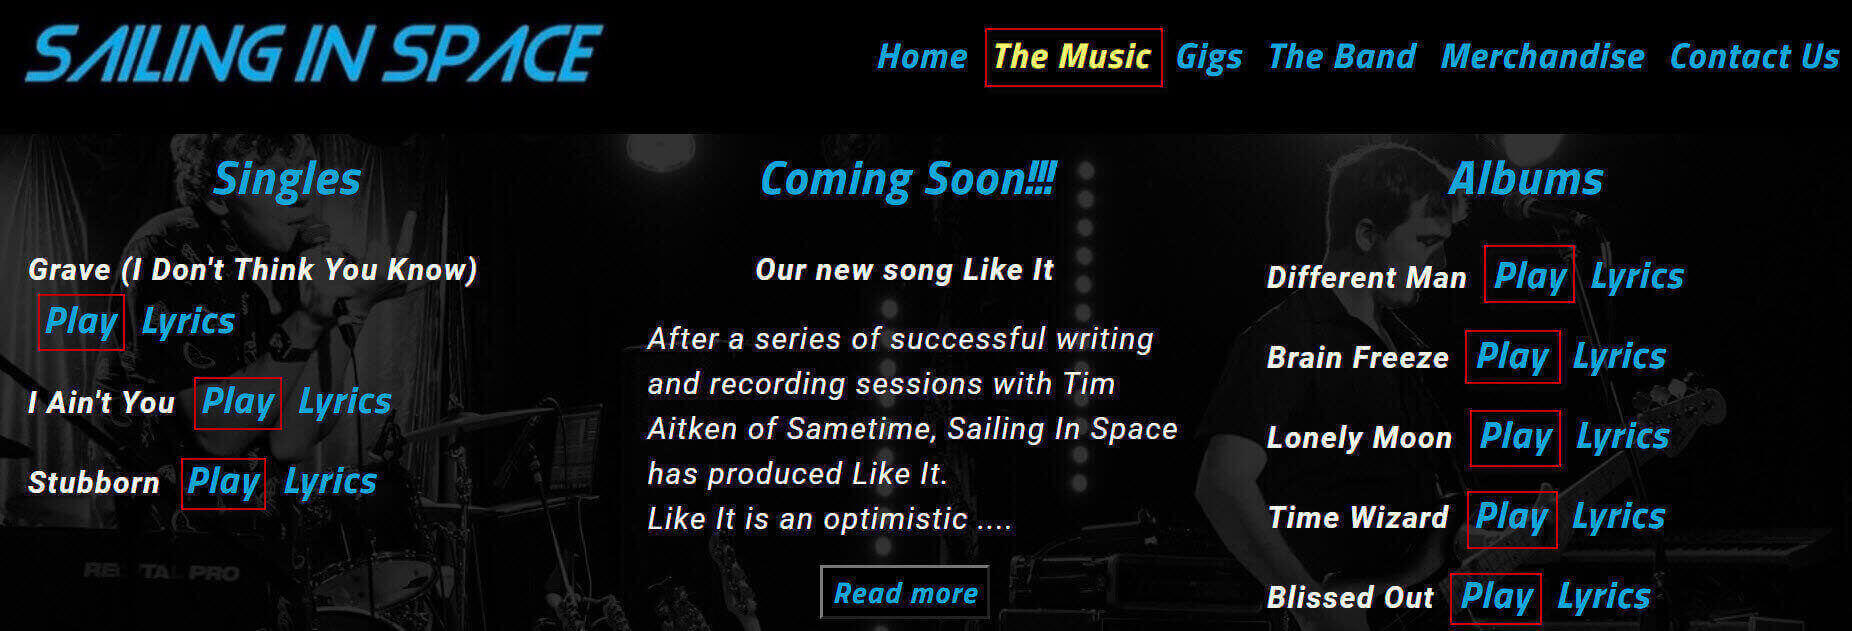 SAILING IN SPACE
Home The Music Gigs The Band Merchandise Contact Us
Singles
Grave (I Don't Think You Know)
Play Lyrics
I Ain't You Play Lyrics
Stubborn Play Lyrics
Coming Soon!!!
Our new song Like It
After a series of successful writing
and recording sessions with Tim
Aitken of Sametime, Sailing In Space
has produced Like It.
Like It is an optimistic ....
Read more
Albums
Different Man Play Lyrics
Brain Freeze Play Lyrics
Lonely Moon Play Lyrics
Time Wizard Play Lyrics
Blissed Out Play Lyrics